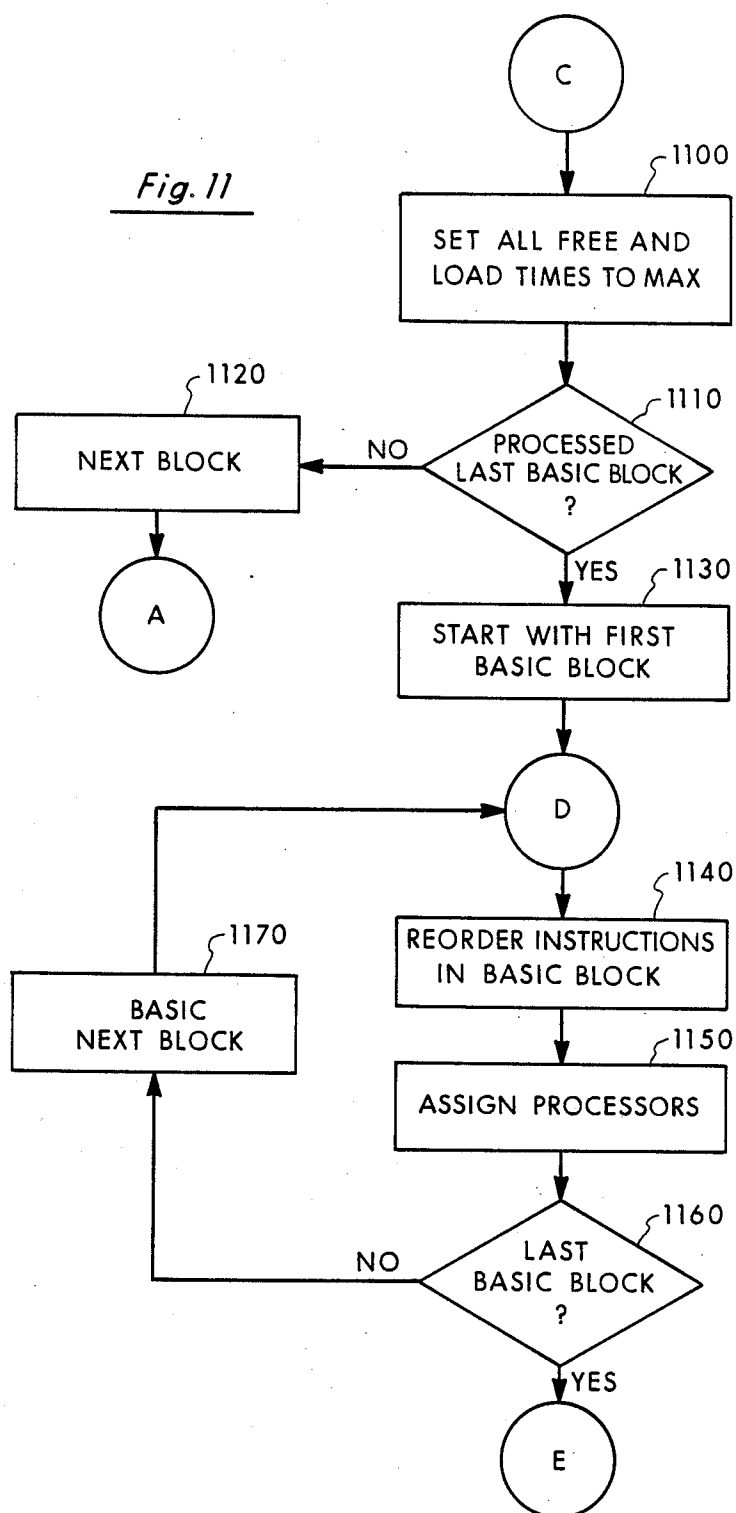 C
Fig. 11
1100
SET ALL FREE AND
LOAD TIMES TO MAX
1120
1110
NEXT BLOCK
NO
PROCESSED
LAST BASIC BLOCK
?
YES
1130
A
START WITH FIRST
BASIC BLOCK
D
1140
REORDER INSTRUCTIONS
IN BASIC BLOCK
1170
BASIC
NEXT BLOCK
1150
ASSIGN PROCESSORS
1160
NO
LAST
BASIC BLOCK
?
YES
E